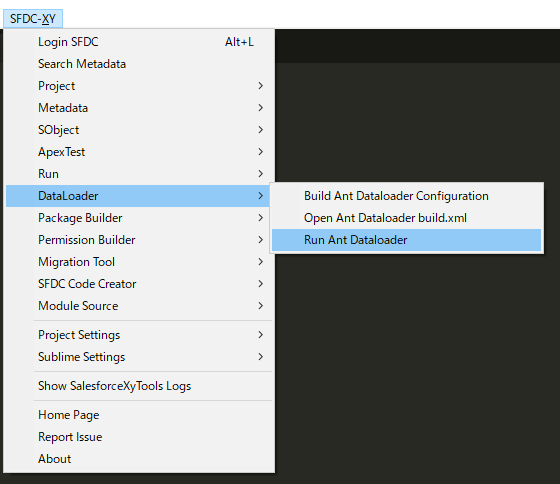 SFDC-XY
Login SFDC Alt+L
Search Metadata
Project
Metadata
SObject
ApexTest
Run
DataLoader
Build Ant Dataloader Configuration
Open Ant Dataloader build.xml
Run Ant Dataloader
Package Builder
Permission Builder
Migration Tool
SFDC Code Creator
Module Source
Project Settings
Sublime Settings
Show SalesforceXyTools Logs
Home Page
Report Issue
About